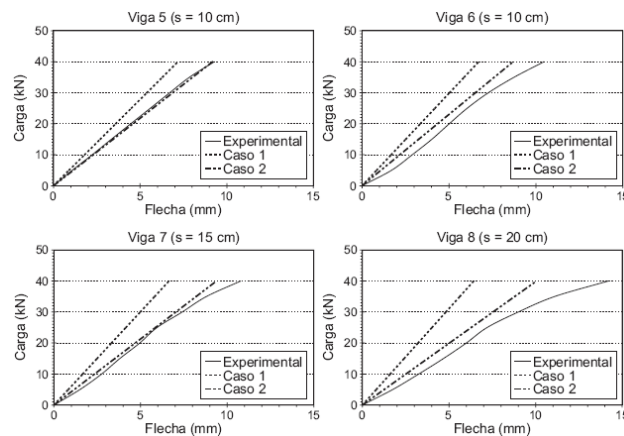 Viga 5 (s = 10 cm)
50
40
30
20
10
0
Carga (kN)
Experimental
Caso 1
Caso 2
0 5 10 15
Flecha (mm)
Viga 6 (s = 10 cm)
50
40
30
20
10
0
Carga (kN)
Experimental
Caso 1
Caso 2
0 5 10 15
Flecha (mm)
Viga 7 (s = 15 cm)
50
40
30
20
10
0
Carga (kN)
Experimental
Caso 1
Caso 2
0 5 10 15
Flecha (mm)
Viga 8 (s = 20 cm)
50
40
30
20
10
0
Carga (kN)
Experimental
Caso 1
Caso 2
0 5 10 15
Flecha (mm)